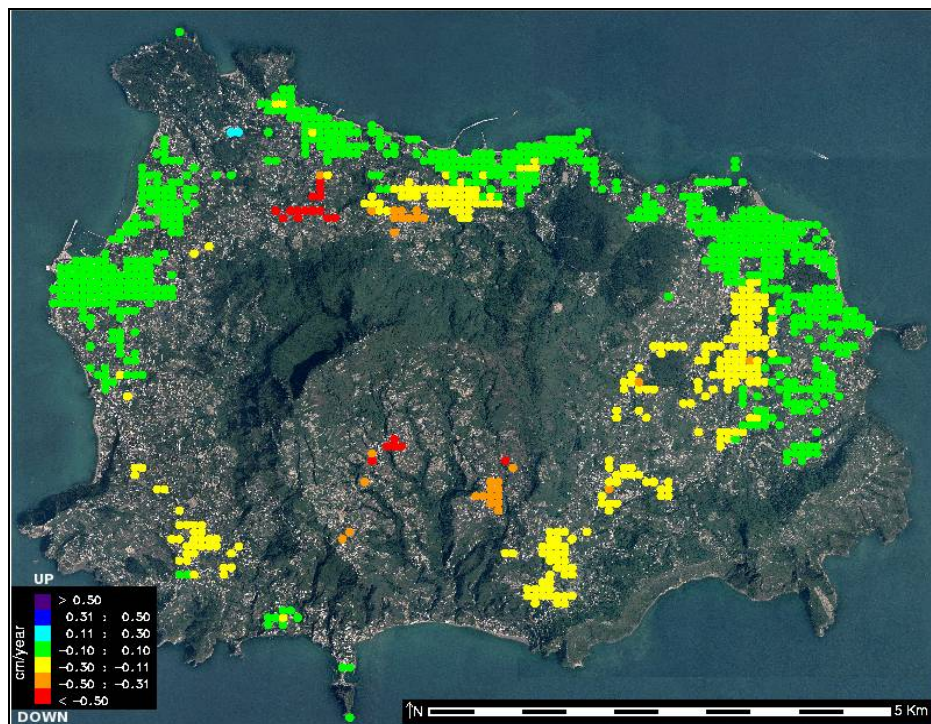 UP
cm/year
> 0.50
0.31 : 0.50
0.11 : 0.30
-0.10 : 0.10
-0.30 : -0.11
-0.50 : -0.31
< -0.50
DOWN
↑N
5 Km